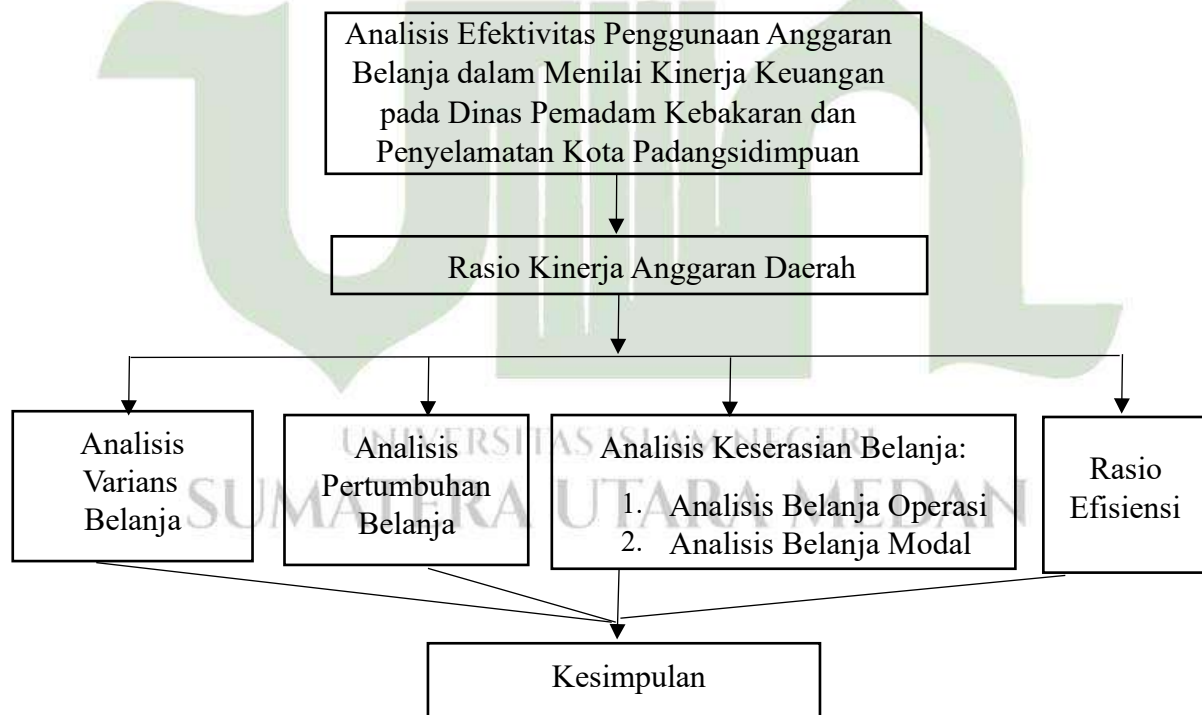 Analisis Efektivitas Penggunaan Anggaran
Belanja dalam Menilai Kinerja Keuangan
pada Dinas Pemadam Kebakaran dan
Penyelamatan Kota Padangsidimpuan
Rasio Kinerja Anggaran Daerah
Analisis
Varians
Belanja
Analisis
Pertumbuhan
Belanja
Analisis Keserasian Belanja:
1. Analisis Belanja Operasi
2. Analisis Belanja Modal
Rasio
Efisiensi
UNIVERSITAS ISLAM NEGERI
SUMATERA UTARA MEDAN
Kesimpulan